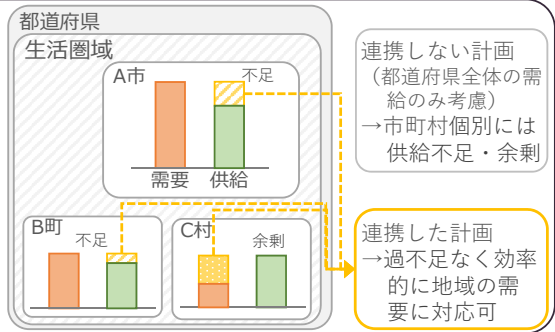 都道府県
生活圏域
A市
不足
需要 供給
B町
不足
C村
余剰
連携しない計画
（都道府県全体の需
給のみ考慮）
→市町村個別には
供給不足・余剰
連携した計画
→過不足なく効率
的に地域の需
要に対応可